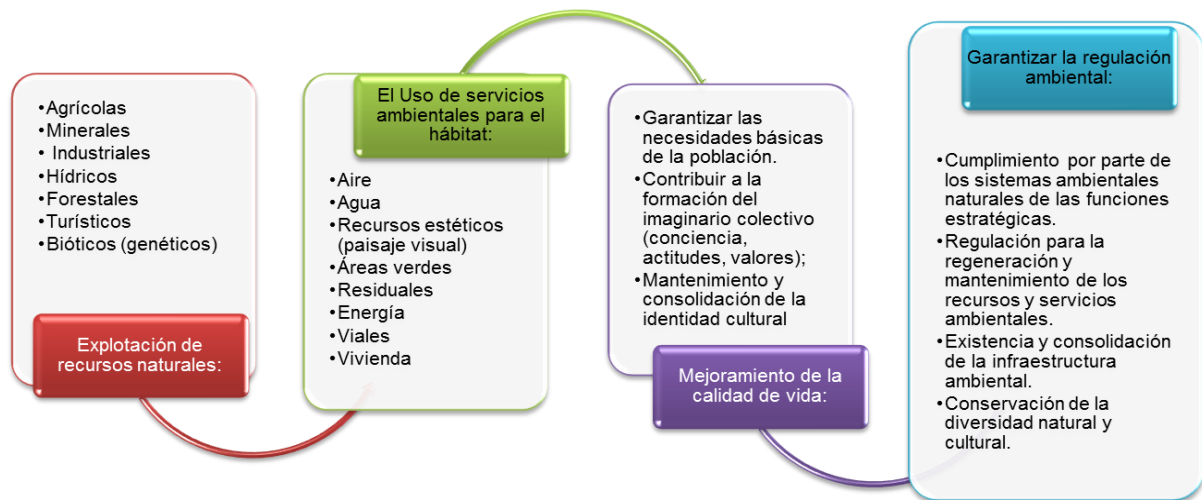 •Agrícolas
•Minerales
• Industriales
•Hídricos
•Forestales
•Turísticos
•Bióticos (genéticos)
Explotación de
recursos naturales:
El Uso de servicios
ambientales para el
hábitat:
•Aire
•Agua
•Recursos estéticos
(paisaje visual)
•Áreas verdes
•Residuales
•Energía
•Viales
•Vivienda
•Garantizar las
necesidades básicas
de la población.
•Contribuir a la
formación del
imaginario colectivo
(conciencia,
actitudes, valores);
•Mantenimiento y
consolidación de la
identidad cultural
Mejoramiento de la
calidad de vida:
Garantizar la regulación
ambiental:
•Cumplimiento por parte de
los sistemas ambientales
naturales de las funciones
estratégicas.
•Regulación para la
regeneración y
mantenimiento de los
recursos y servicios
ambientales.
•Existencia y consolidación
de la infraestructura
ambiental.
•Conservación de la
diversidad natural y
cultural.